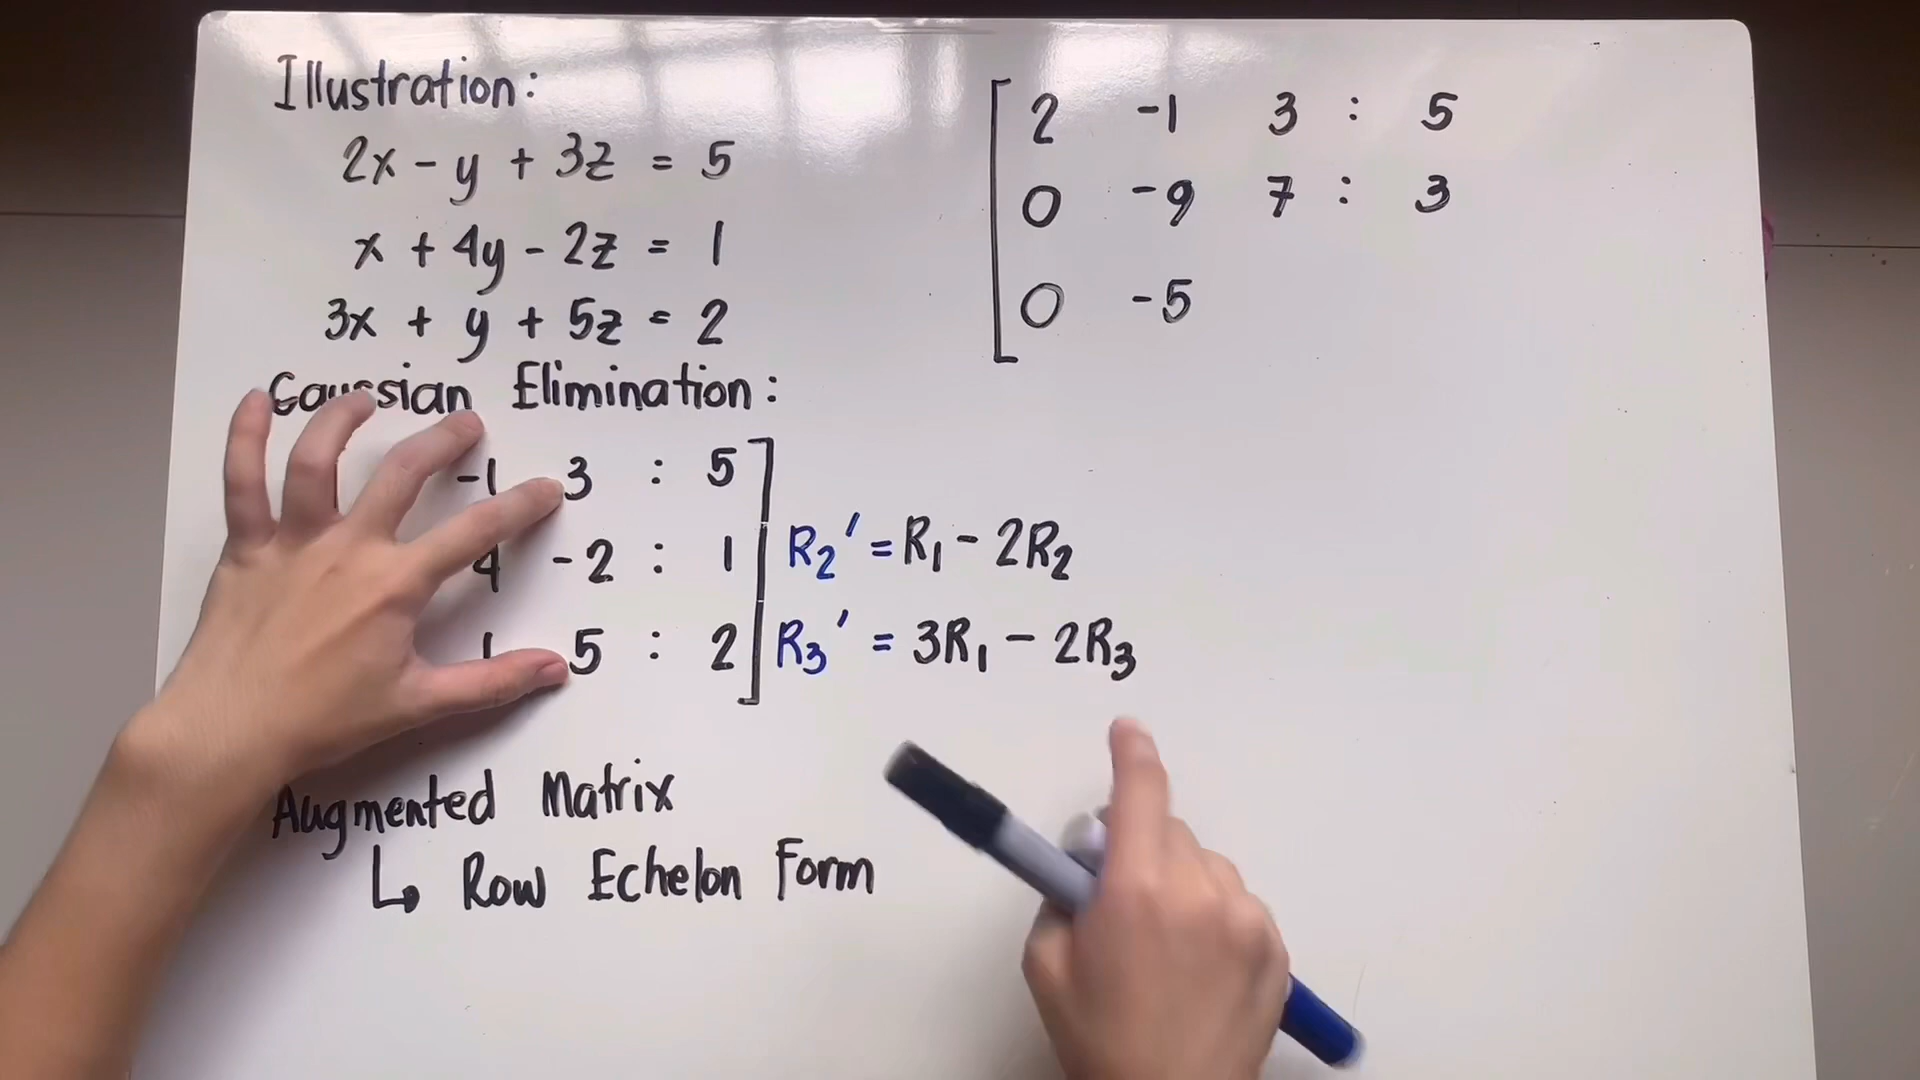 Illustration:
2x - y + 3z = 5
x + 4y - 2z = 1
3x + y + 5z = 2
Gaussian Elimination:
-1 3 : 5
4 -2 : 1 R2' = R1 - 2R2
1 5 : 2 R3' = 3R1 - 2R3
Augmented Matrix
↳ Row Echelon Form
2 -1 3 : 5
0 -9 7 : 3
0 -5